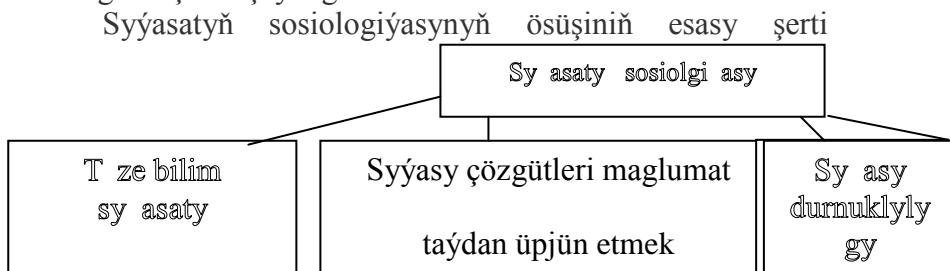 Syýasatyň sosiologiýasynyň ösüşiniň esasy şerti
Sy asaty sosiolgi asy
T ze bilim
sy asaty
Syýasy çözgütleri maglumat
taýdan üpjün etmek
Sy asy
durnuklyly
gy